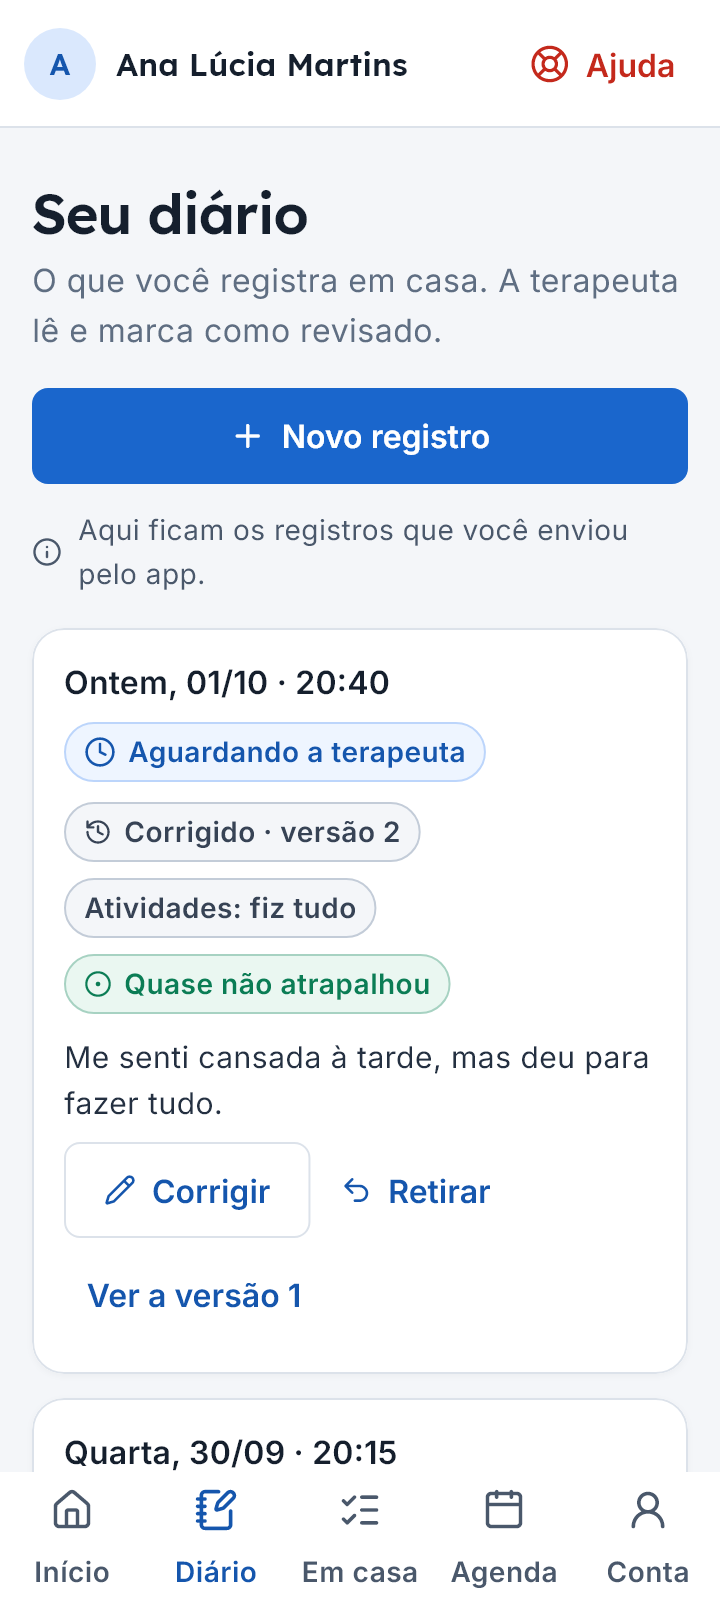 A
Ana Lúcia Martins
Ajuda
Seu diário
O que você registra em casa. A terapeuta
lê e marca como revisado.
Novo registro
Aqui ficam os registros que você enviou
pelo app.
Ontem, 01/10 · 20:40
Aguardando a terapeuta
Corrigido · versão 2
Atividades: fiz tudo
Quase não atrapalhou
Me senti cansada à tarde, mas deu para
fazer tudo.
Corrigir
Retirar
Ver a versão 1
Quarta, 30/09 · 20:15
Início
Diário
Em casa
Agenda
Conta